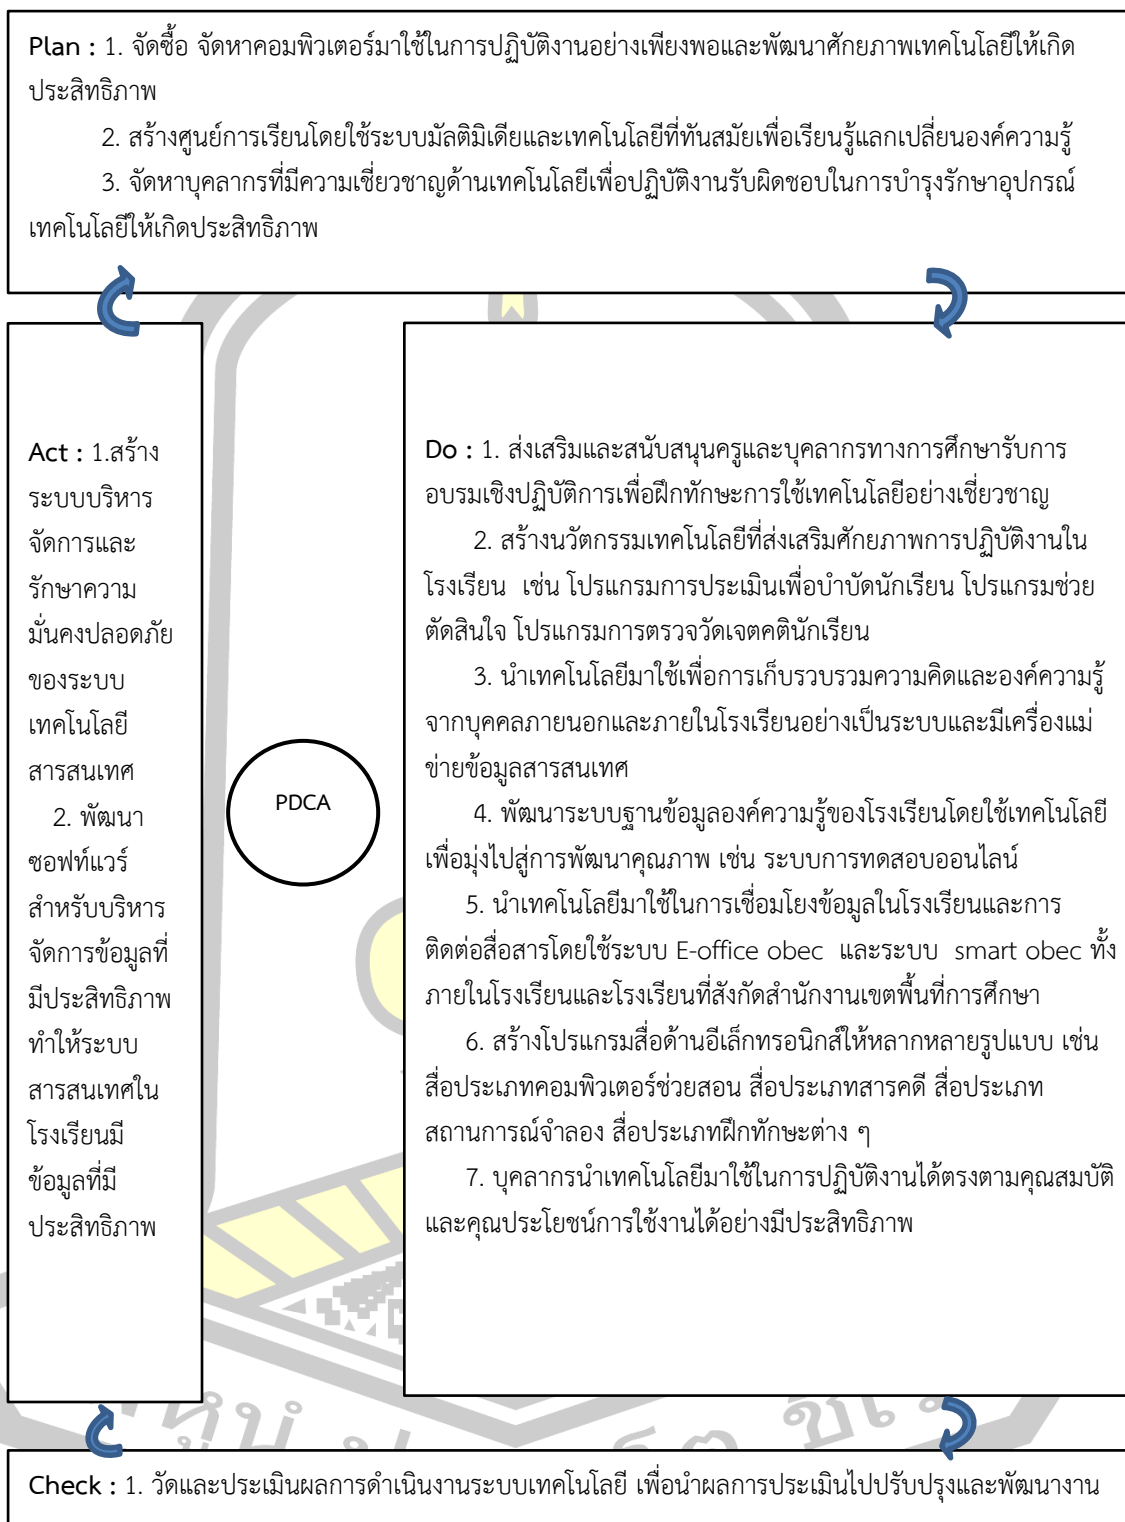 Plan : 1. จัดซื้อ จัดหาคอมพิวเตอร์มาใช้ในการปฏิบัติงานอย่างเพียงพอและพัฒนาศักยภาพเทคโนโลยีให้เกิด
ประสิทธิภาพ
2. สร้างศูนย์การเรียนโดยใช้ระบบมัลติมิเดียและเทคโนโลยีที่ทันสมัยเพื่อเรียนรู้แลกเปลี่ยนองค์ความรู้
3. จัดหาบุคลากรที่มีความเชี่ยวชาญด้านเทคโนโลยีเพื่อปฏิบัติงานรับผิดชอบในการบำรุงรักษาอุปกรณ์
เทคโนโลยีให้เกิดประสิทธิภาพ
Act : 1.สร้าง
ระบบบริหาร
จัดการและ
รักษาความ
มั่นคงปลอดภัย
ของระบบ
เทคโนโลยี
สารสนเทศ
2. พัฒนา
ซอฟท์แวร์
สำหรับบริหาร
จัดการข้อมูลที่
มีประสิทธิภาพ
ทำให้ระบบ
สารสนเทศใน
โรงเรียนมี
ข้อมูลที่มี
ประสิทธิภาพ
PDCA
Do : 1. ส่งเสริมและสนับสนุนครูและบุคลากรทางการศึกษารับการ
อบรมเชิงปฏิบัติการเพื่อฝึกทักษะการใช้เทคโนโลยีอย่างเชี่ยวชาญ
2. สร้างนวัตกรรมเทคโนโลยีที่ส่งเสริมศักยภาพการปฏิบัติงานใน
โรงเรียน เช่น โปรแกรมการประเมินเพื่อบำบัดนักเรียน โปรแกรมช่วย
ตัดสินใจ โปรแกรมการตรวจวัดเจตคตินักเรียน
3. นำเทคโนโลยีมาใช้เพื่อการเก็บรวบรวมความคิดและองค์ความรู้
จากบุคคลภายนอกและภายในโรงเรียนอย่างเป็นระบบและมีเครื่องแม่
ข่ายข้อมูลสารสนเทศ
4. พัฒนาระบบฐานข้อมูลองค์ความรู้ของโรงเรียนโดยใช้เทคโนโลยี
เพื่อมุ่งไปสู่การพัฒนาคุณภาพ เช่น ระบบการทดสอบออนไลน์
5. นำเทคโนโลยีมาใช้ในการเชื่อมโยงข้อมูลในโรงเรียนและการ
ติดต่อสื่อสารโดยใช้ระบบ E-office obec และระบบ smart obec ทั้ง
ภายในโรงเรียนและโรงเรียนที่สังกัดสำนักงานเขตพื้นที่การศึกษา
6. สร้างโปรแกรมสื่อด้านอีเล็กทรอนิกส์ให้หลากหลายรูปแบบ เช่น
สื่อประเภทคอมพิวเตอร์ช่วยสอน สื่อประเภทสารคดี สื่อประเภท
สถานการณ์จำลอง สื่อประเภทฝึกทักษะต่าง ๆ
7. บุคลากรนำเทคโนโลยีมาใช้ในการปฏิบัติงานได้ตรงตามคุณสมบัติ
และคุณประโยชน์การใช้งานได้อย่างมีประสิทธิภาพ
Check : 1. วัดและประเมินผลการดำเนินงานระบบเทคโนโลยี เพื่อนำผลการประเมินไปปรับปรุงและพัฒนางาน